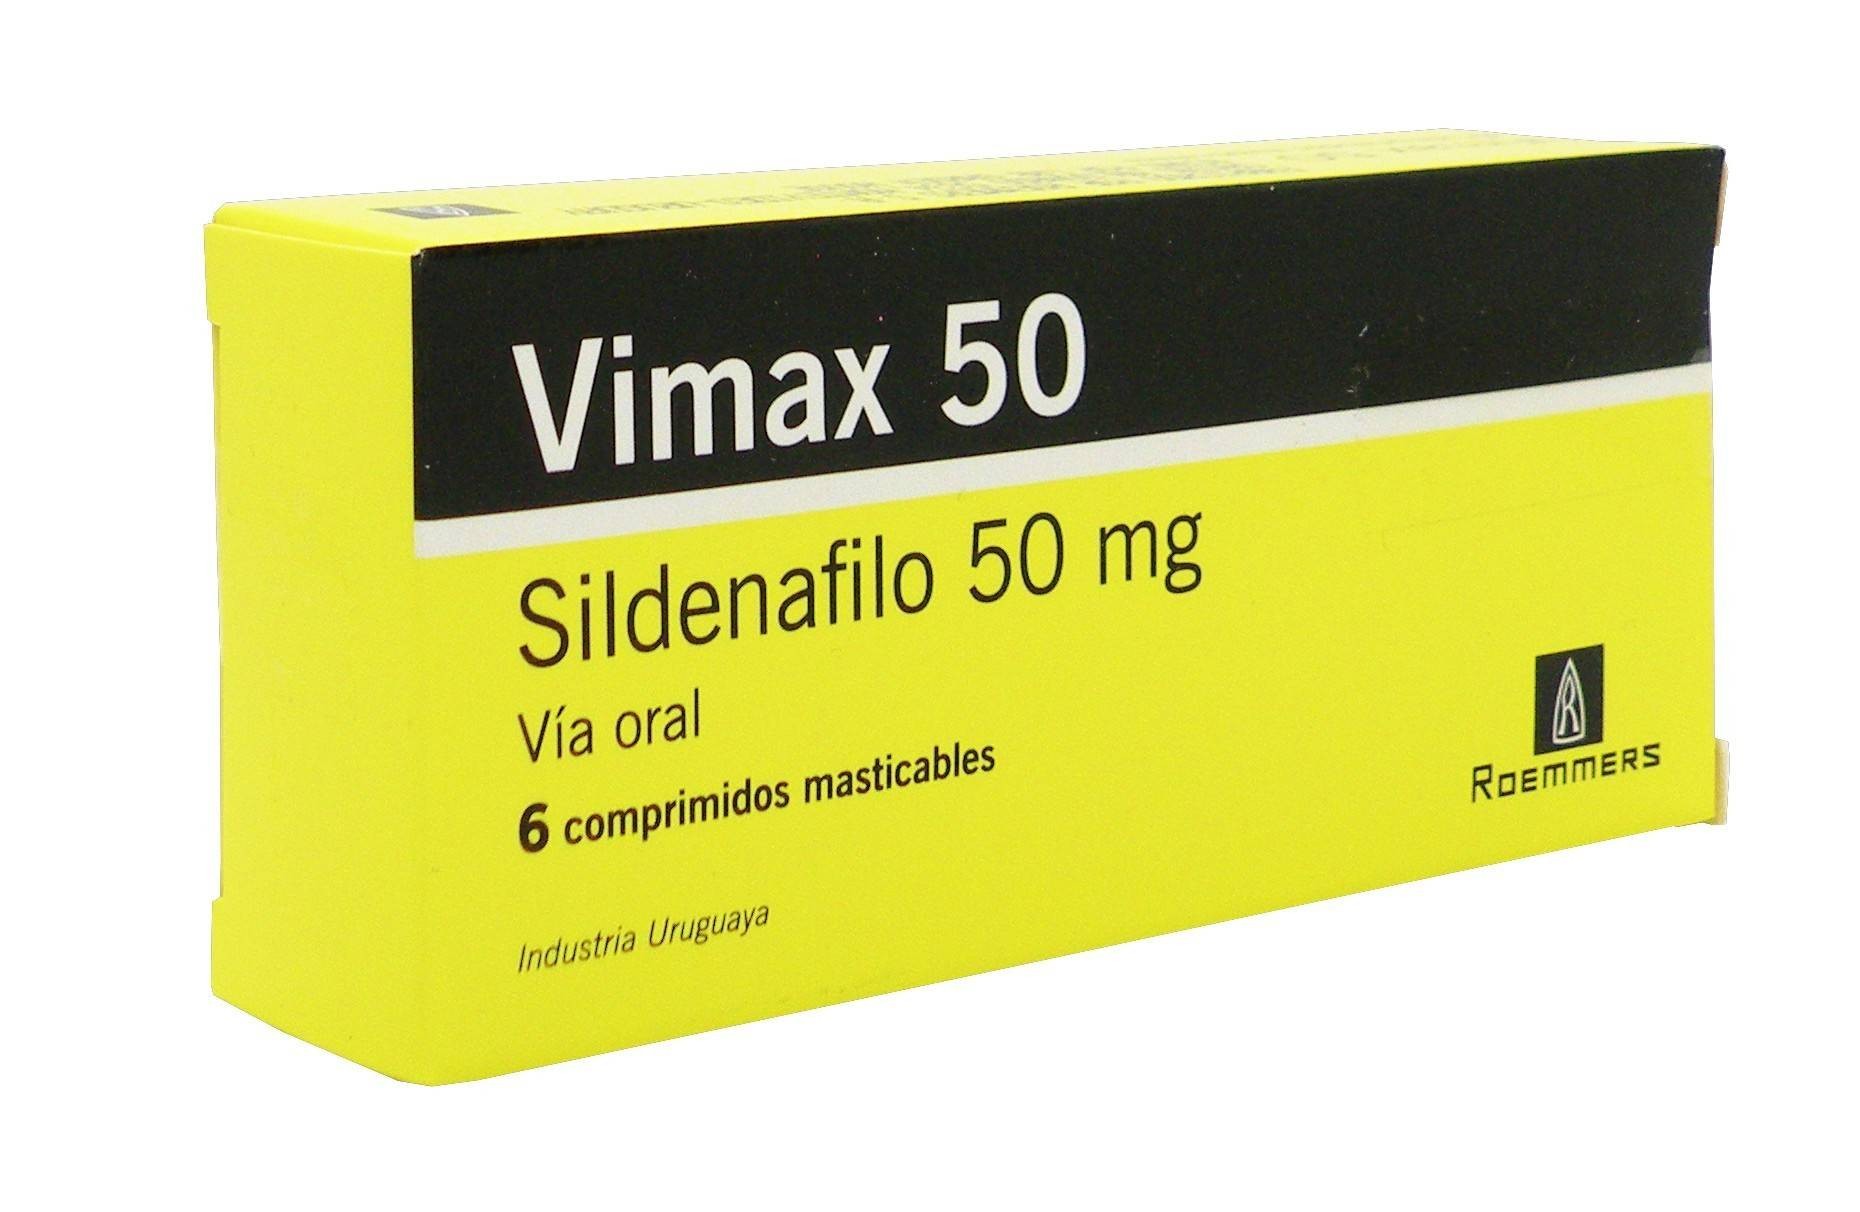 Vimax 50
Sildenafilo 50 mg
Vía oral
6 comprimidos masticables
Industria Uruguaya
R
ROEMMERS